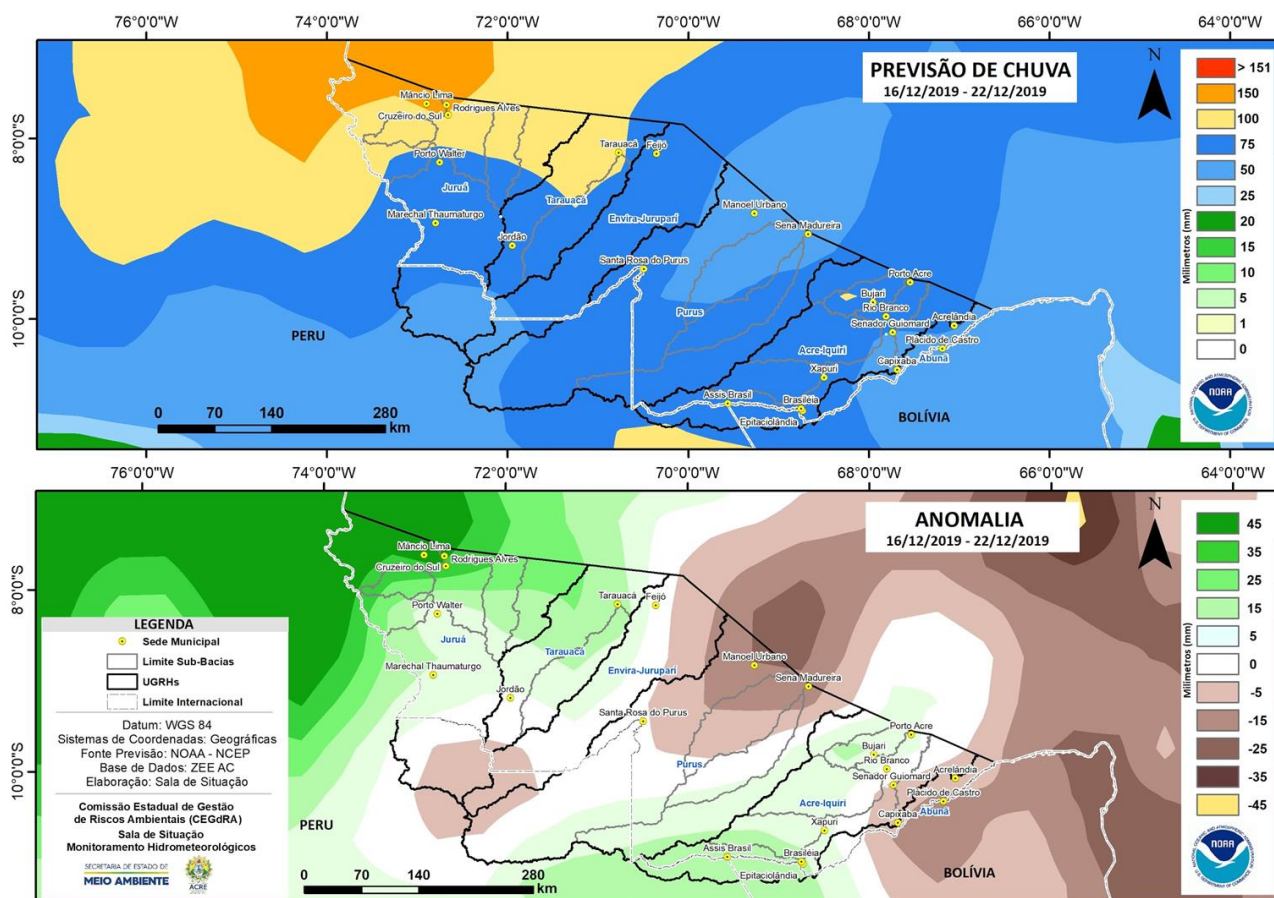 76°0'0"W 74°0'0"W 72°0'0"W 70°0'0"W 68°0'0"W 66°0'0"W 64°0'0"W
PREVISÃO DE CHUVA
16/12/2019 - 22/12/2019
N
8°0'0"S
10°0'0"S
Mâncio Lima
Rodrigues Alves
Cruzeiro do Sul
Porto Walter
Juruá
Marechal Thaumaturgo
Jordão
Tarauacá
Tarauacá
Feijó
Envira-Jurupari
Santa Rosa do Purus
Manoel Urbano
Sena Madureira
Purus
Porto Acre
Bujari
Rio Branco
Senador Guiomard
Acrelândia
Plácido de Castro
Acre-Iquiri
Capixaba
Abunã
Xapuri
Assis Brasil
Brasiléia
Epitaciolândia
PERU
BOLÍVIA
0 70 140 280
km
Milímetros (mm)
> 151
150
100
75
50
25
20
15
10
5
1
0
NOAA
76°0'0"W 74°0'0"W 72°0'0"W 70°0'0"W 68°0'0"W 66°0'0"W 64°0'0"W
ANOMALIA
16/12/2019 - 22/12/2019
N
8°0'0"S
10°0'0"S
Mâncio Lima
Rodrigues Alves
Cruzeiro do Sul
Porto Walter
Juruá
Marechal Thaumaturgo
Jordão
Tarauacá
Tarauacá
Feijó
Envira-Jurupari
Santa Rosa do Purus
Manoel Urbano
Sena Madureira
Purus
Porto Acre
Bujari
Rio Branco
Senador Guiomard
Acrelândia
Plácido de Castro
Acre-Iquiri
Capixaba
Abunã
Xapuri
Assis Brasil
Brasiléia
Epitaciolândia
PERU
BOLÍVIA
0 70 140 280
km
Milímetros (mm)
45
35
25
15
5
0
-5
-15
-25
-35
-45
NOAA
LEGENDA
Sede Municipal
Limite Sub-Bacias
UGRHs
Limite Internacional
Datum: WGS 84
Sistemas de Coordenadas: Geográficas
Fonte Previsão: NOAA - NCEP
Base de Dados: ZEE AC
Elaboração: Sala de Situação
Comissão Estadual de Gestão
de Riscos Ambientais (CEGdRA)
Sala de Situação
Monitoramento Hidrometeorológicos
SECRETARIA DE ESTADO DE
MEIO AMBIENTE
ACRE